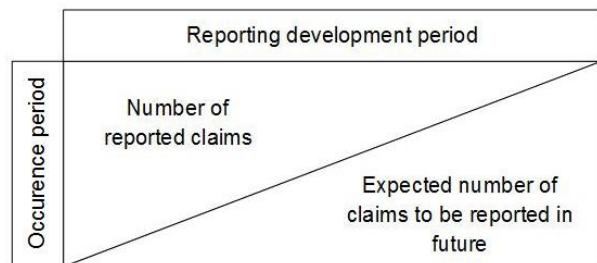 Reporting development period
Occurence period
Number of
reported claims
Expected number of
claims to be reported in
future